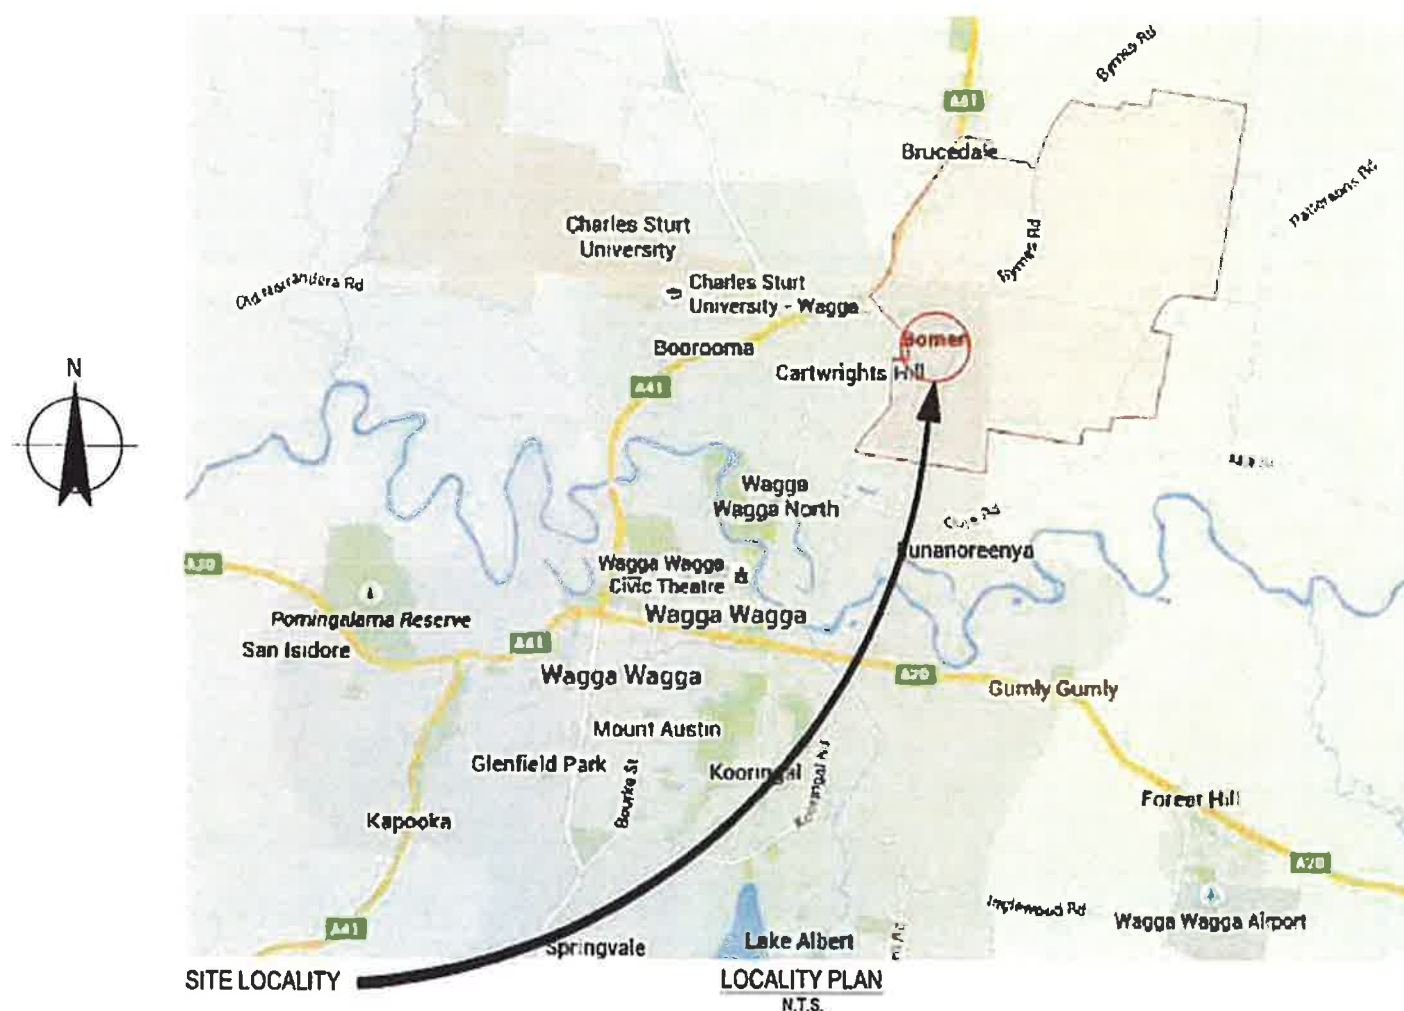 Byrnes Rd
A41
Brucedale
Pattersons Rd
Charles Sturt
University
Byrnes Rd
Old Narrandera Rd
Charles Sturt
University - Wagga
Bomen
Boorooma
N
Cartwrights Hill
A41
Wagga
Wagga North
Eunanoreenya
A20
Wagga Wagga
Civic Theatre
Pomingalama Reserve
Wagga Wagga
San Isidore
A41
Wagga Wagga
A20
Gumly Gumly
Mount Austin
Glenfield Park
Kooringal
Bourke St
Kooringal Rd
Forest Hill
Kapooka
A20
Inglewood Rd
Wagga Wagga Airport
A41
Springvale
Lake Albert
SITE LOCALITY
LOCALITY PLAN
N.T.S.